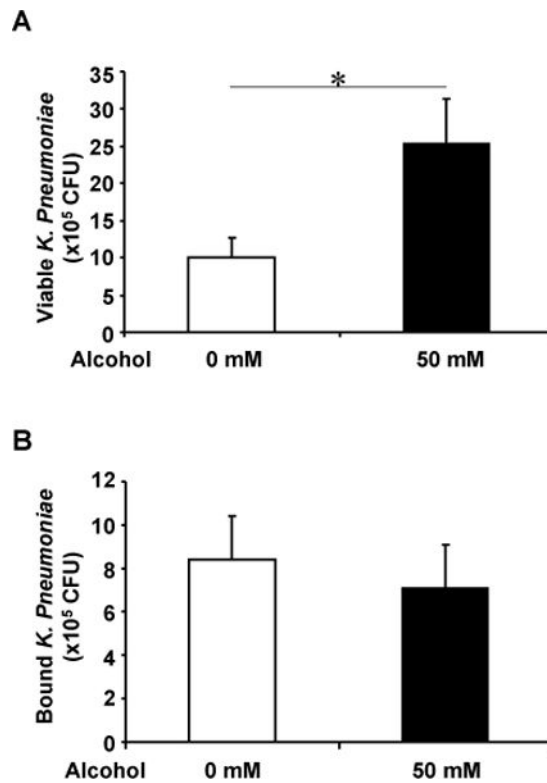 A
Viable K. Pneumoniae
(x10⁵ CFU)
35
30
25
20
15
10
5
0
*
Alcohol 0 mM 50 mM
B
Bound K. Pneumoniae
(x10⁵ CFU)
12
10
8
6
4
2
0
Alcohol 0 mM 50 mM